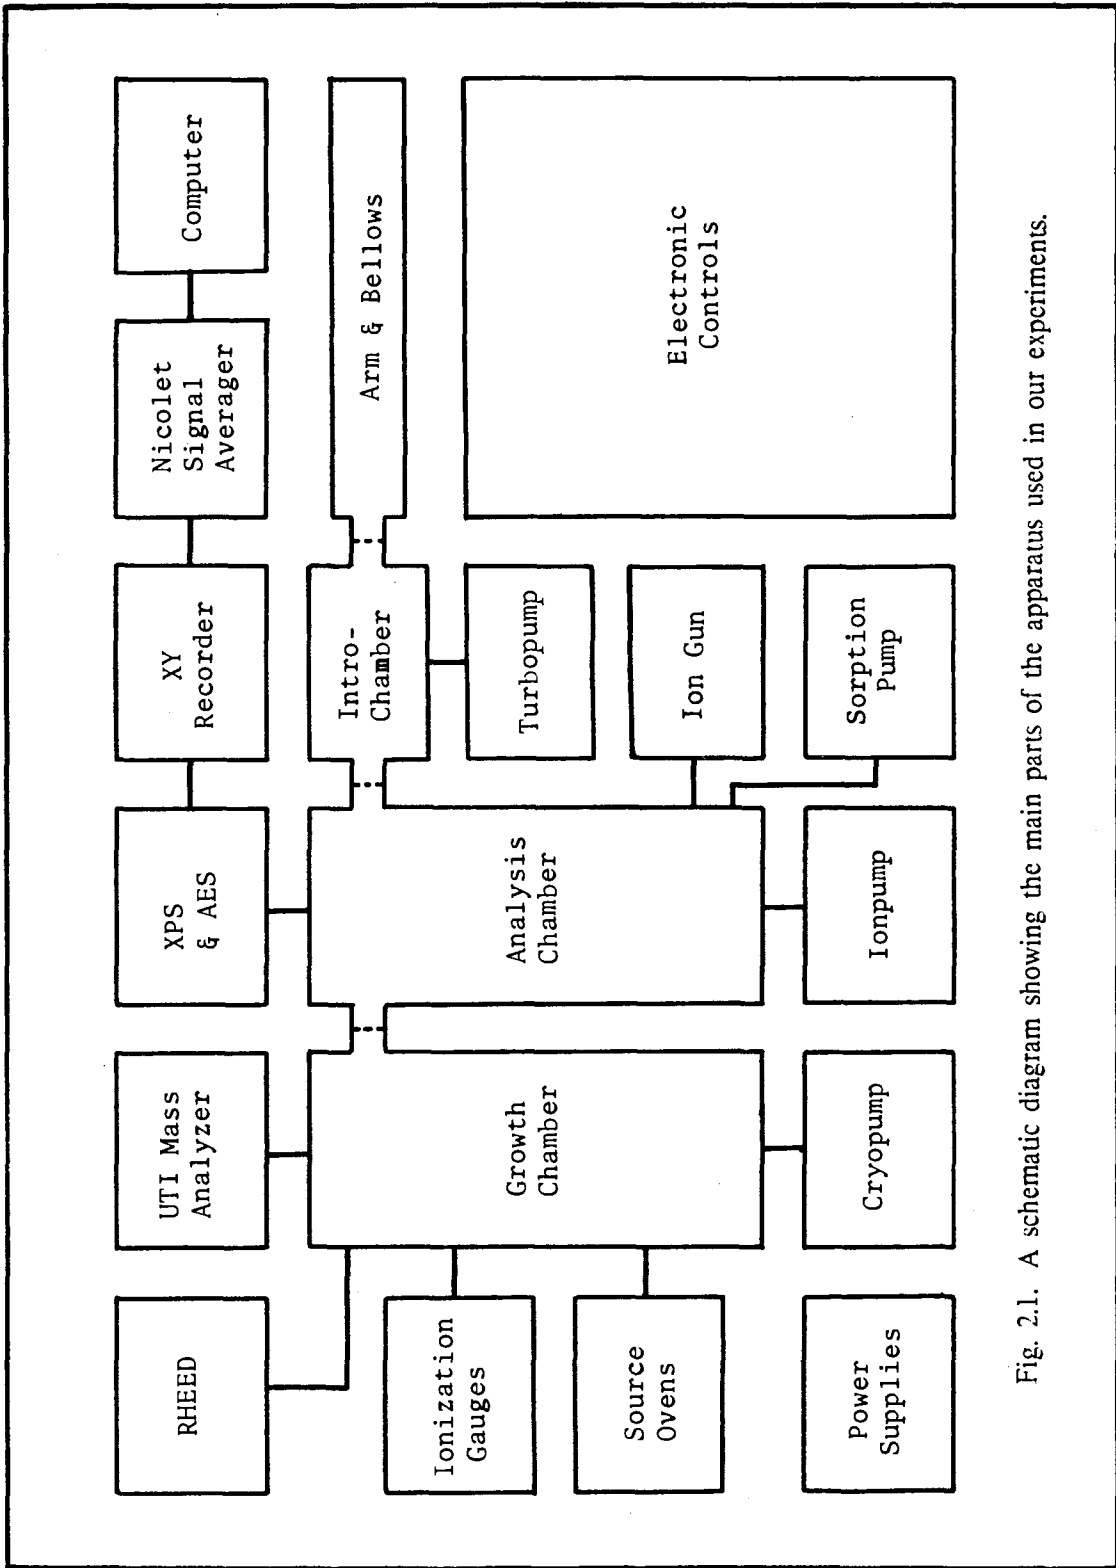 RHEED
UTI Mass
Analyzer
XPS
& AES
XY
Recorder
Nicolet
Signal
Averager
Computer
Ionization
Gauges
Source
Ovens
Power
Supplies
Growth
Chamber
Cryopump
Analysis
Chamber
Ionpump
Intro-
Chamber
Turbopump
Ion Gun
Sorption
Pump
Arm & Bellows
Electronic
Controls
Fig. 2.1. A schematic diagram showing the main parts of the apparatus used in our experiments.